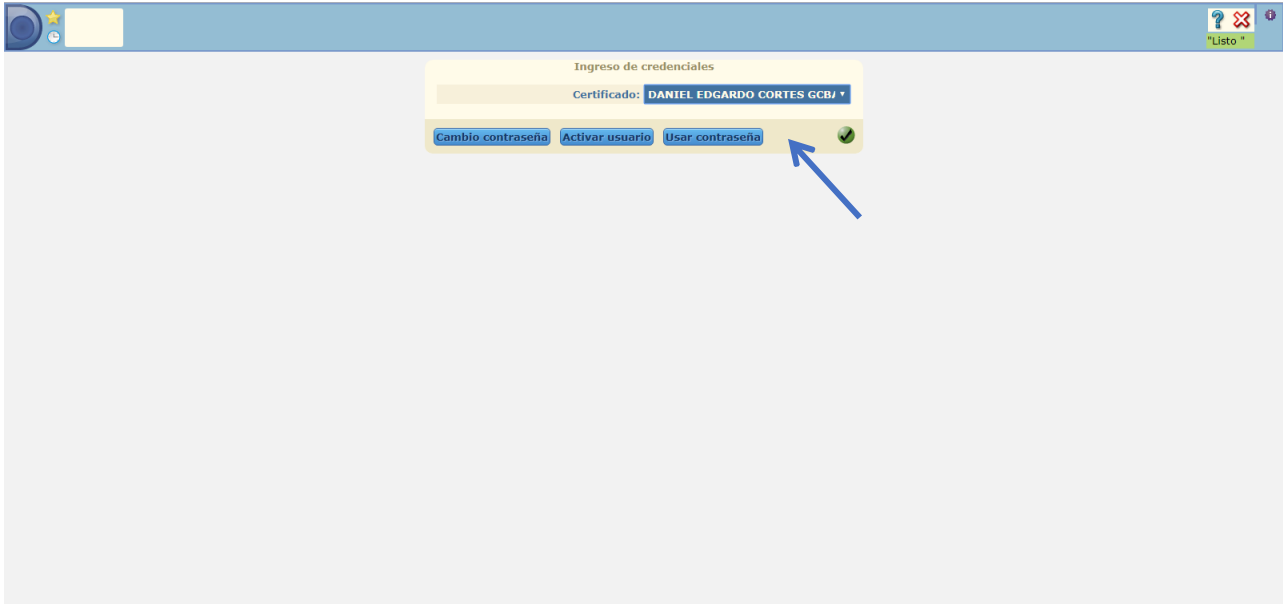 "Listo "
Ingreso de credenciales
Certificado: DANIEL EDGARDO CORTES GCB/
Cambio contraseña Activar usuario Usar contraseña